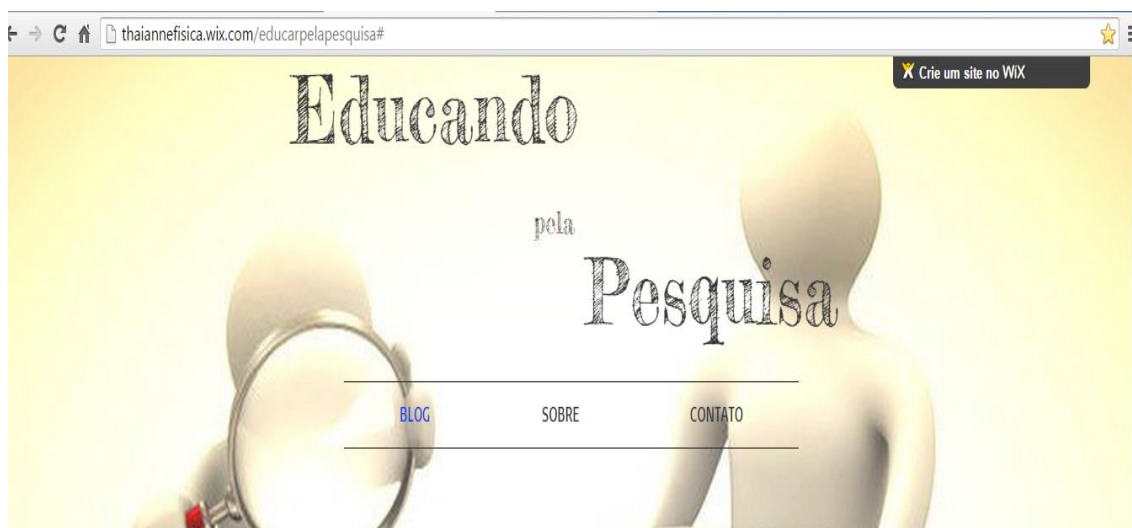 thaiannefisica.wix.com/educarpelapesquisa#
Crie um site no WiX
Educando
pela
Pesquisa
BLOG SOBRE CONTATO